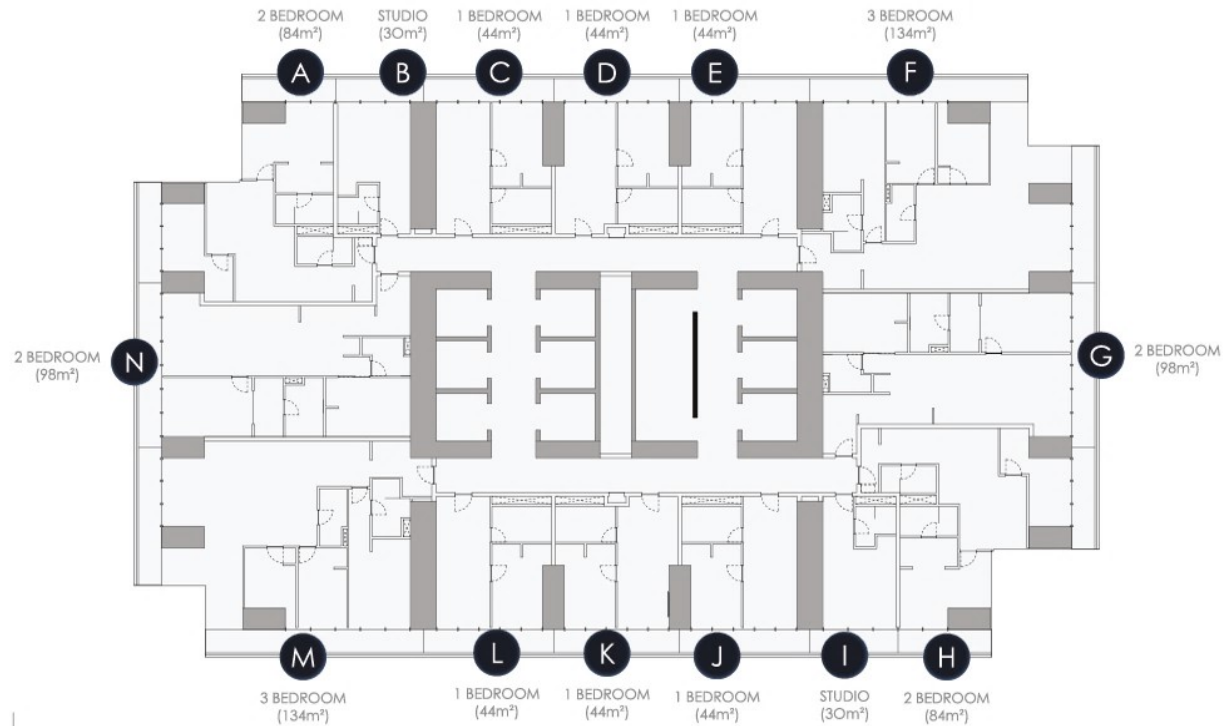 2 BEDROOM
(84m²)
STUDIO
(30m²)
1 BEDROOM
(44m²)
1 BEDROOM
(44m²)
1 BEDROOM
(44m²)
3 BEDROOM
(134m²)
A
B
C
D
E
F
2 BEDROOM
(98m²)
N
G
2 BEDROOM
(98m²)
M
L
K
J
I
H
3 BEDROOM
(134m²)
1 BEDROOM
(44m²)
1 BEDROOM
(44m²)
1 BEDROOM
(44m²)
STUDIO
(30m²)
2 BEDROOM
(84m²)